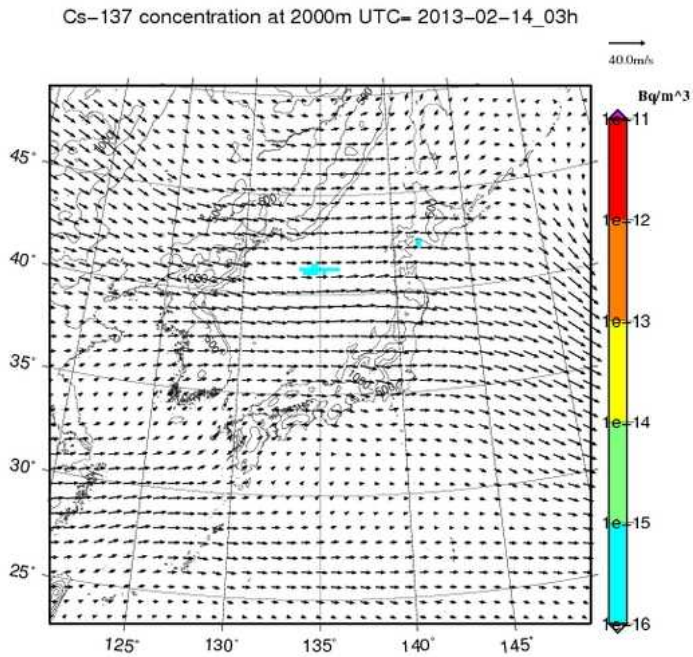 Cs-137 concentration at 2000m UTC= 2013-02-14_03h
40.0m/s
Bq/m^3
1e-11
45°
1e-12
40°
1e-13
35°
1e-14
30°
1e-15
25°
1e-16
125° 130° 135° 140° 145°